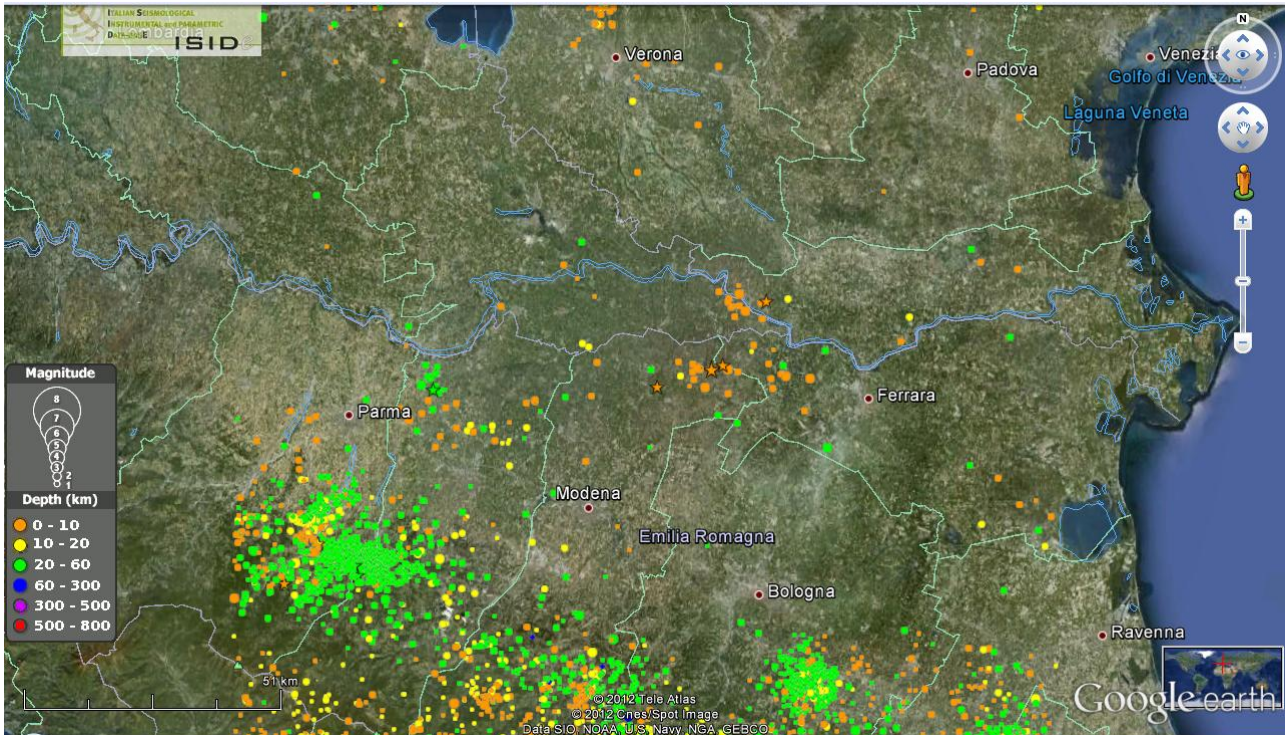 ITALIAN SEISMOLOGICAL
INSTRUMENTAL and PARAMETRIC
DATA-BASE
ISIDe
Verona
Padova
Venezia
Golfo di Venezia
Laguna Veneta
N
Ferrara
Parma
Modena
Emilia Romagna
Bologna
Ravenna
Magnitude
8
7
6
5
4
3
2
1
Depth (km)
0 - 10
10 - 20
20 - 60
60 - 300
300 - 500
500 - 800
51 km
© 2012 Tele Atlas
© 2012 Cnes/Spot Image
Data SIO, NOAA, U.S. Navy, NGA, GEBCO
Google earth